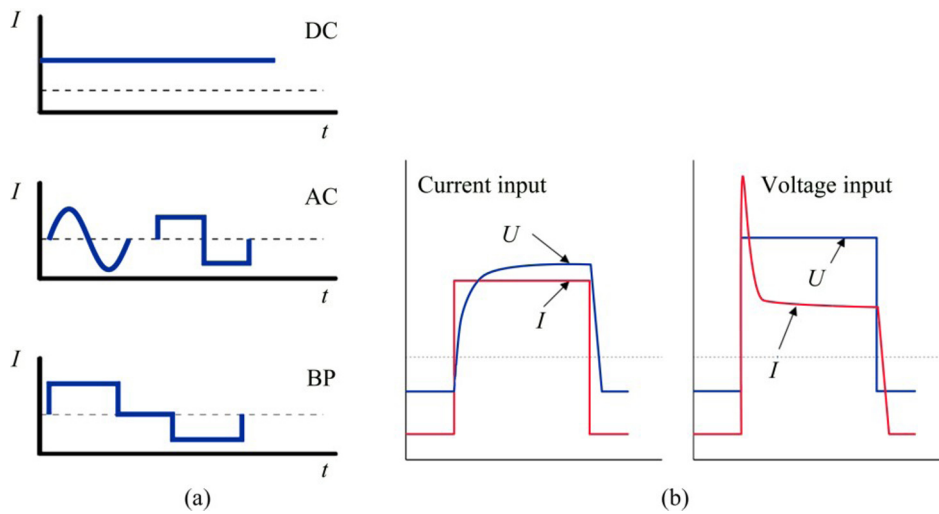 I
DC
t
I
AC
t
I
BP
t
(a)
Current input
U
I
Voltage input
U
I
(b)